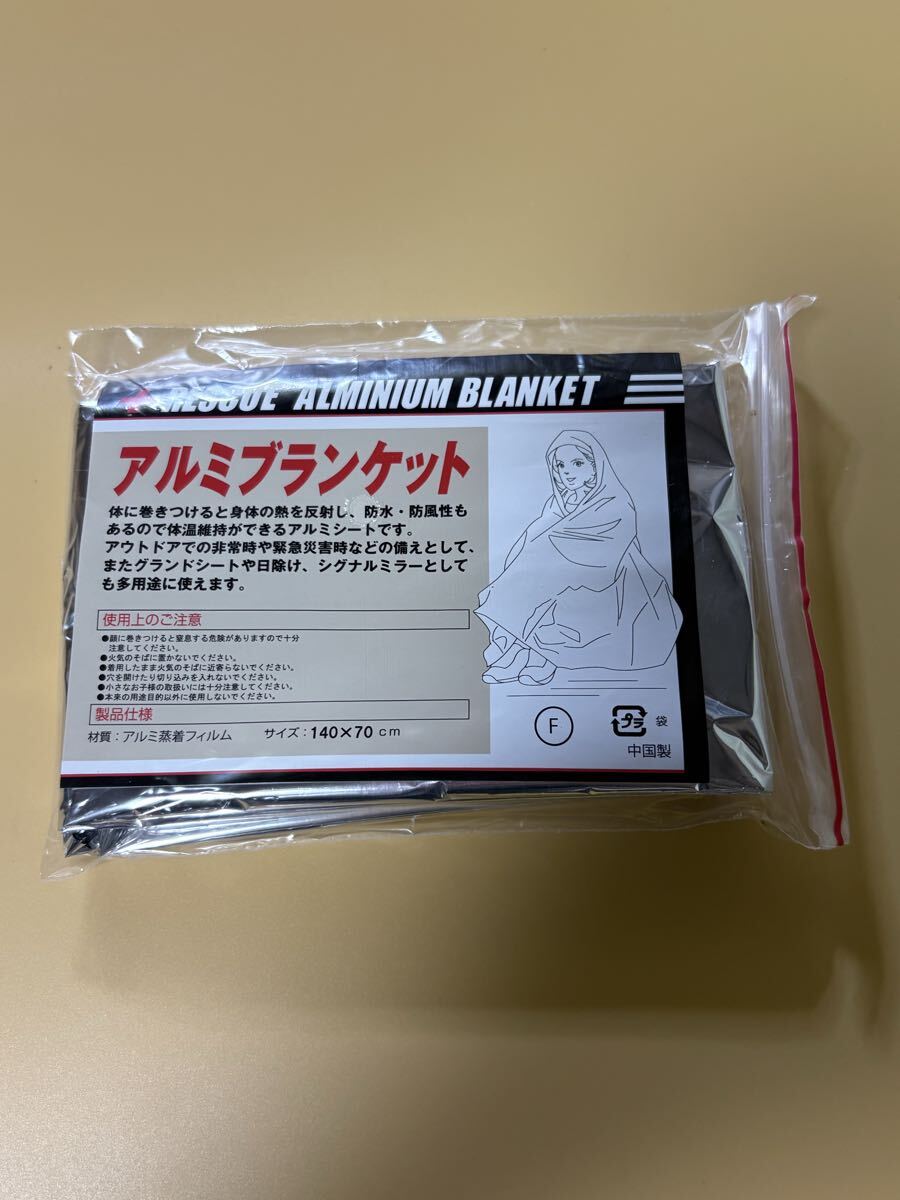 RESCUE ALMINIUM BLANKET
アルミブランケット
体に巻きつけると身体の熱を反射し、防水・防風性も
あるので体温維持ができるアルミシートです。
アウトドアでの非常時や緊急災害時などの備えとして、
またグランドシートや日除け、シグナルミラーとして
も多用途に使えます。
使用上のご注意
●顔に巻きつけると窒息する危険がありますので十分
注意してください。
●火気のそばに置かないでください。
●着用したまま火気のそばに近寄らないでください。
●穴を開けたり切り込みを入れないでください。
●小さなお子様の取扱いには十分注意してください。
●本来の用途目的以外に使用しないでください。
製品仕様
材質：アルミ蒸着フィルム サイズ：140×70cm
F
プラ 袋
中国製